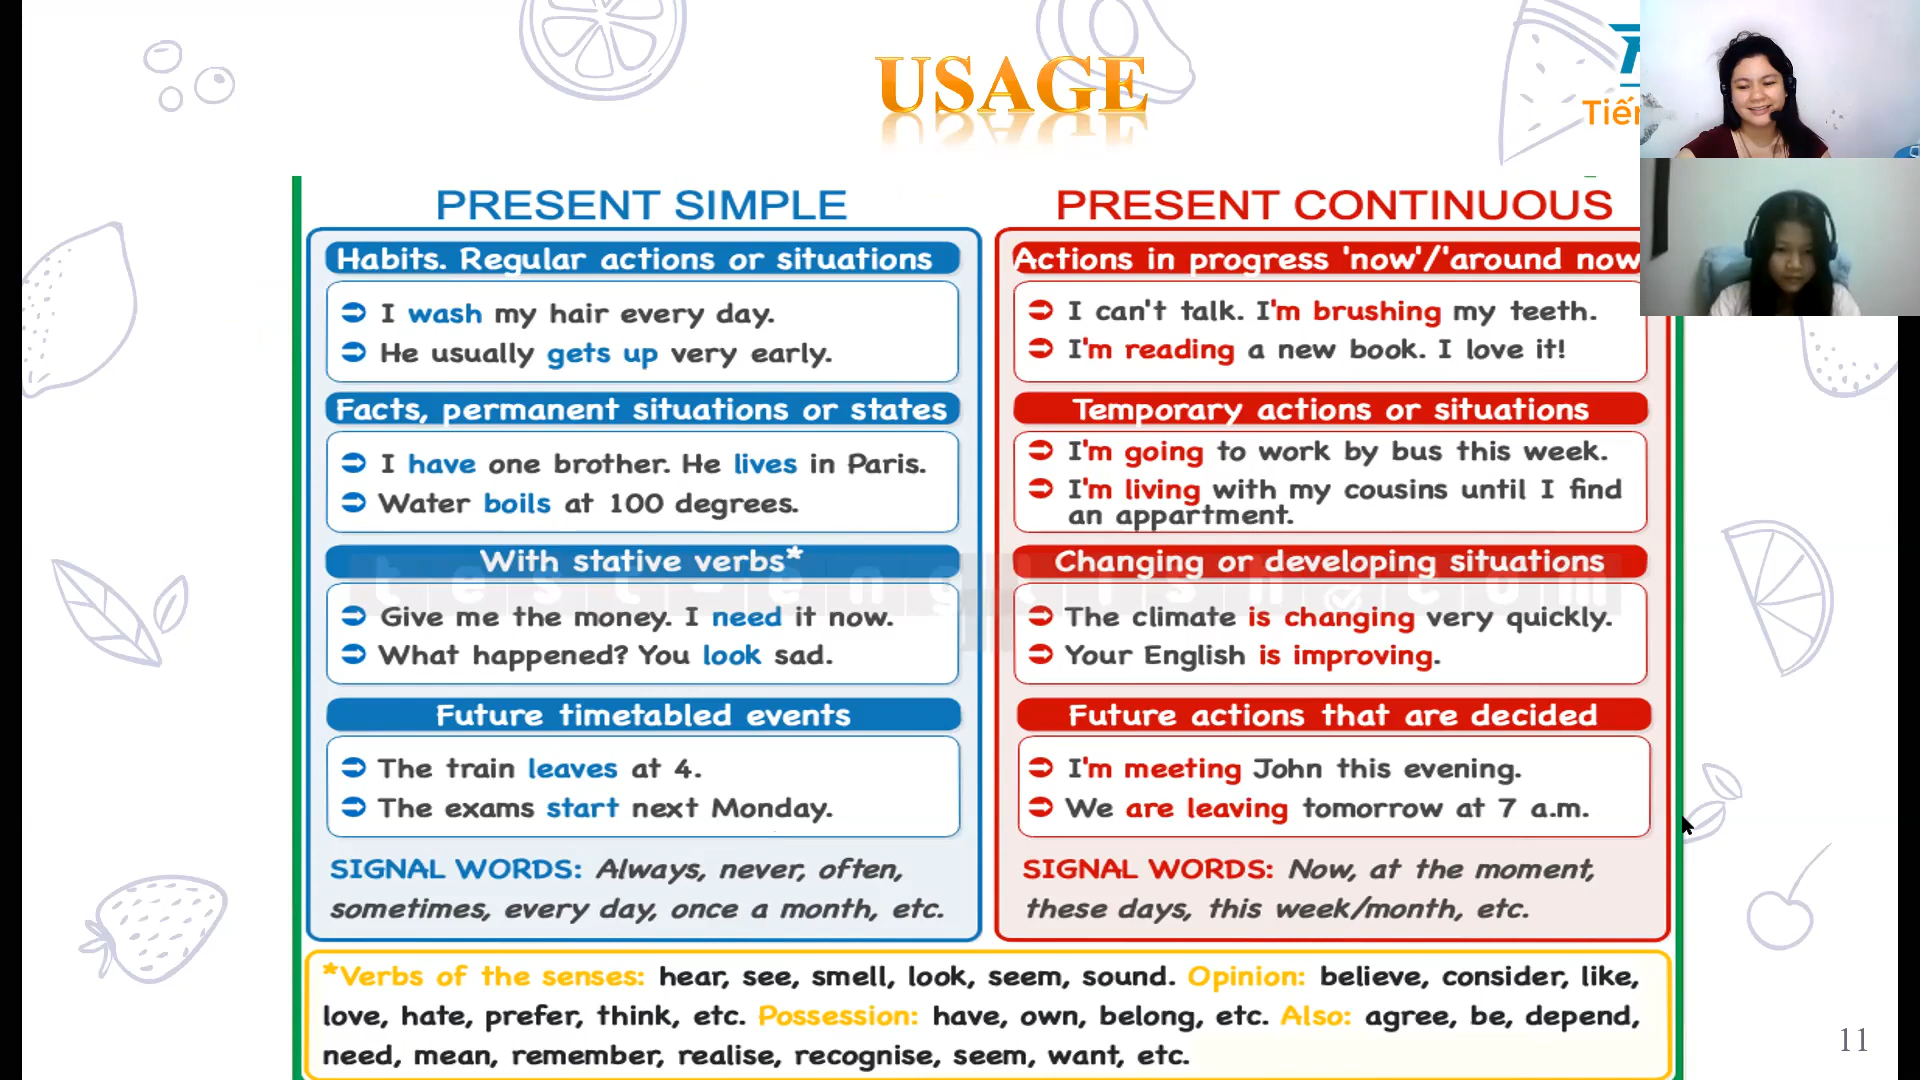 USAGE
Tiến
PRESENT SIMPLE
Habits. Regular actions or situations
I wash my hair every day.
He usually gets up very early.
Facts, permanent situations or states
I have one brother. He lives in Paris.
Water boils at 100 degrees.
With stative verbs*
Give me the money. I need it now.
What happened? You look sad.
Future timetabled events
The train leaves at 4.
The exams start next Monday.
SIGNAL WORDS: Always, never, often,
sometimes, every day, once a month, etc.
PRESENT CONTINUOUS
Actions in progress 'now'/'around now
I can't talk. I'm brushing my teeth.
I'm reading a new book. I love it!
Temporary actions or situations
I'm going to work by bus this week.
I'm living with my cousins until I find
an appartment.
Changing or developing situations
The climate is changing very quickly.
Your English is improving.
Future actions that are decided
I'm meeting John this evening.
We are leaving tomorrow at 7 a.m.
SIGNAL WORDS: Now, at the moment,
these days, this week/month, etc.
test-english.com
*Verbs of the senses: hear, see, smell, look, seem, sound. Opinion: believe, consider, like,
love, hate, prefer, think, etc. Possession: have, own, belong, etc. Also: agree, be, depend,
need, mean, remember, realise, recognise, seem, want, etc.
11